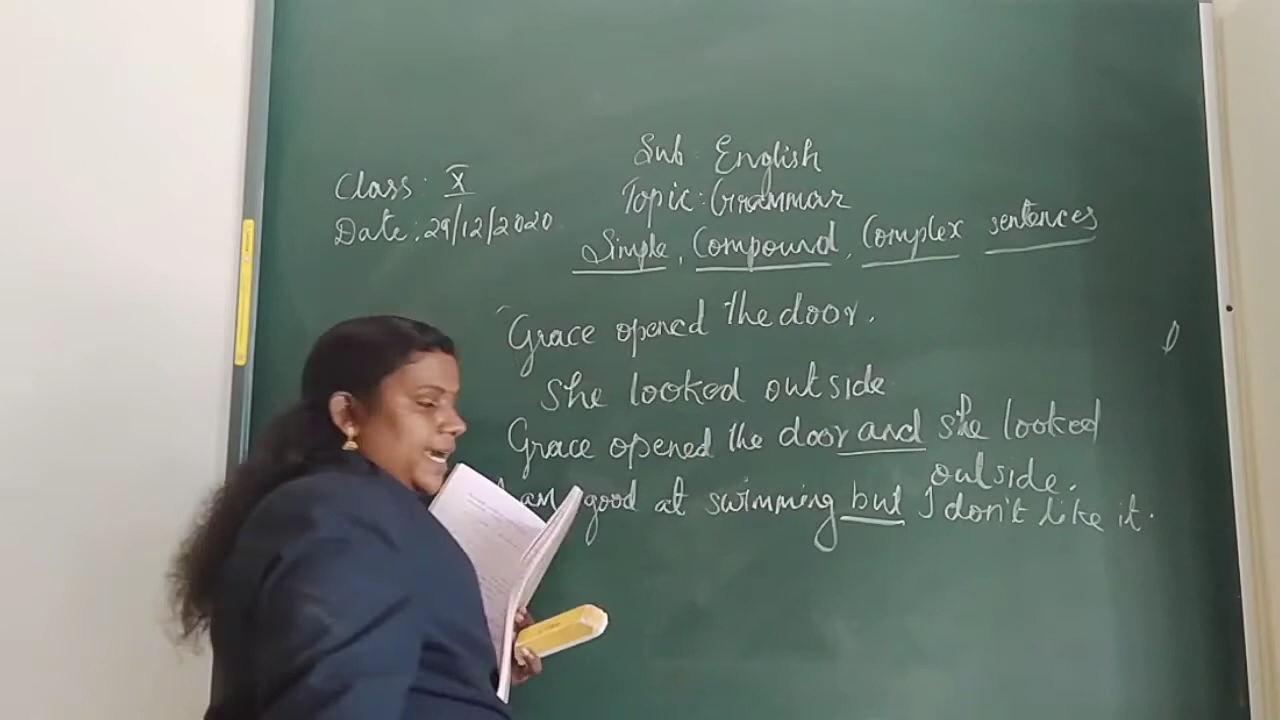 Sub: English
Class: X
Topic: Grammar
Date: 29/12/2020
Simple, Compound, Complex sentences
Grace opened the door.
She looked outside
Grace opened the door and she looked
outside.
am good at swimming but I don't like it.